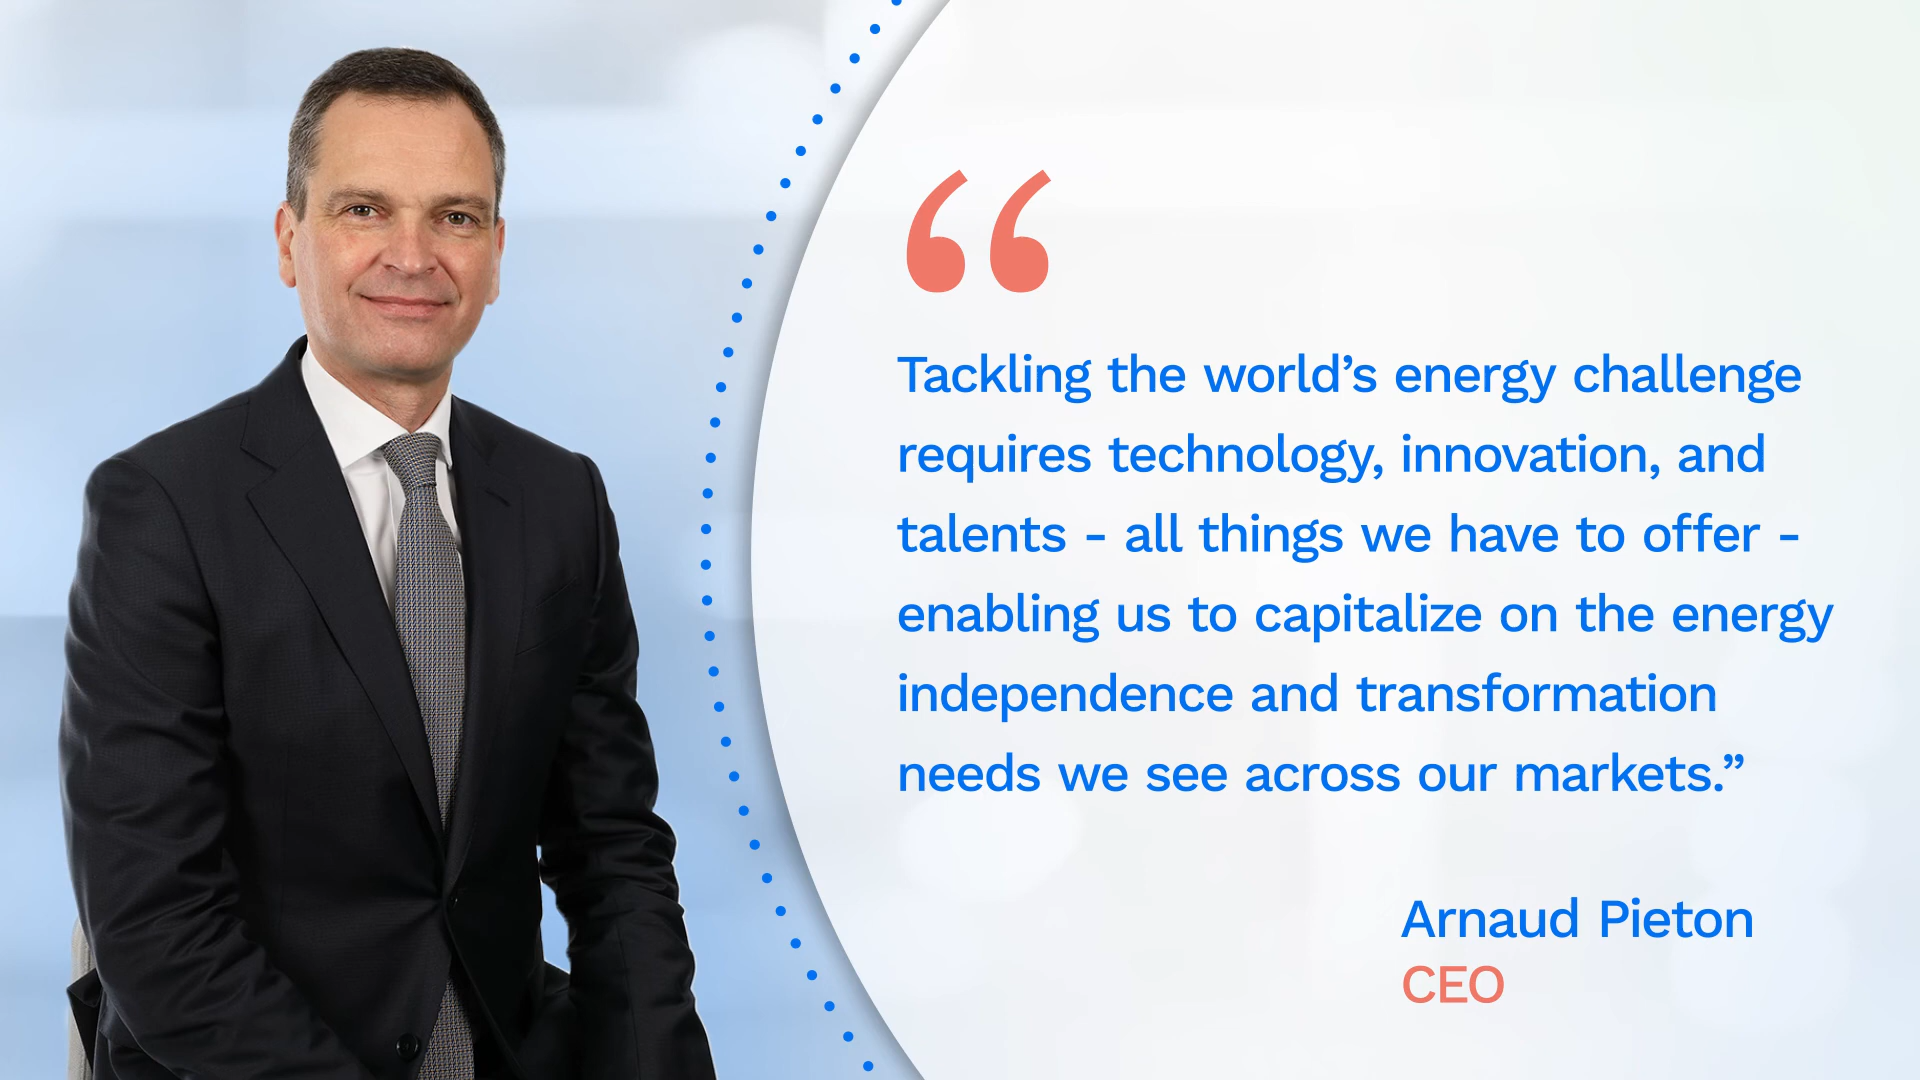 “
Tackling the world’s energy challenge
requires technology, innovation, and
talents - all things we have to offer -
enabling us to capitalize on the energy
independence and transformation
needs we see across our markets.”
Arnaud Pieton
CEO